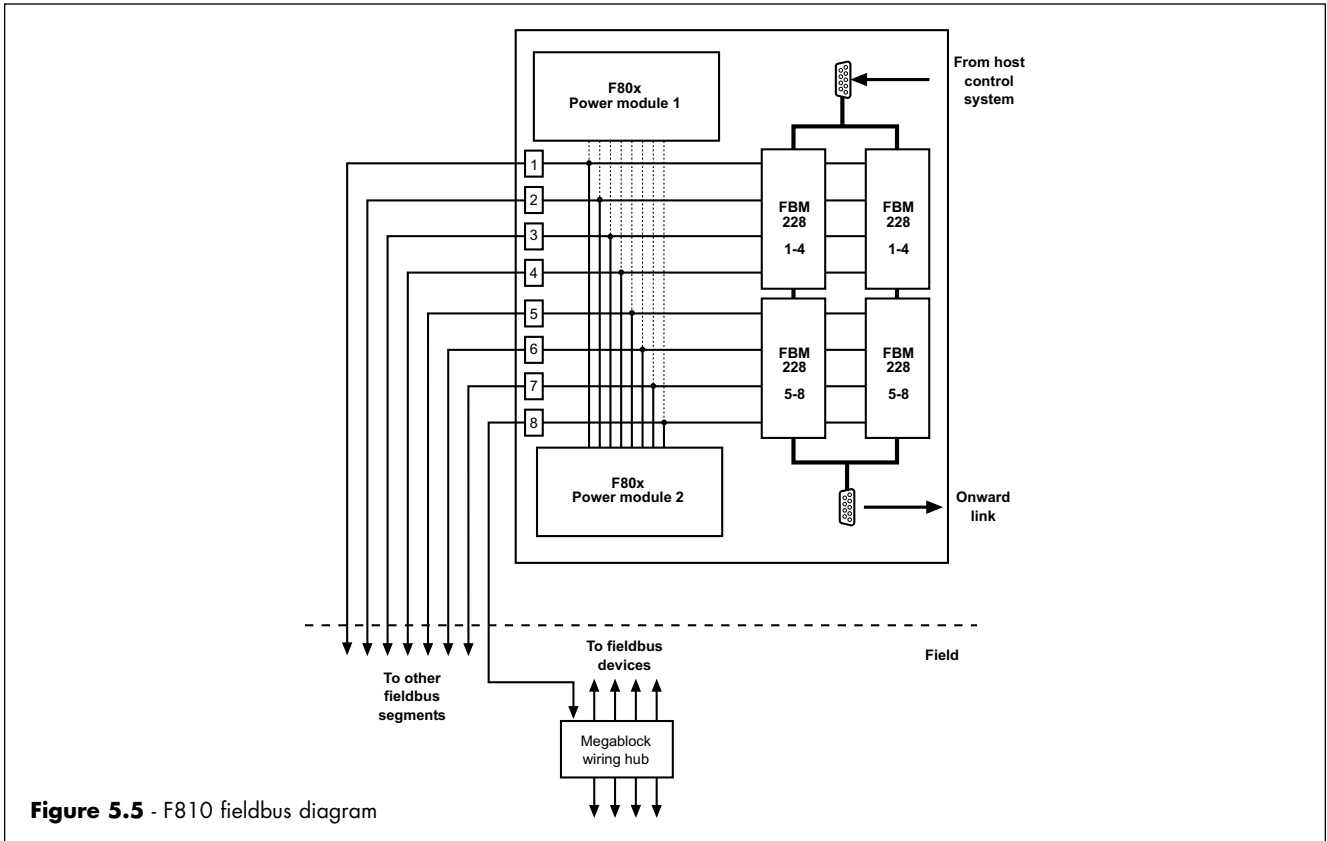 F80x
Power module 1
From host
control
system
1
2
3
4
5
6
7
8
FBM
228
1-4
FBM
228
1-4
FBM
228
5-8
FBM
228
5-8
F80x
Power module 2
Onward
link
To other
fieldbus
segments
To fieldbus
devices
Field
Megablock
wiring hub
Figure 5.5 - F810 fieldbus diagram